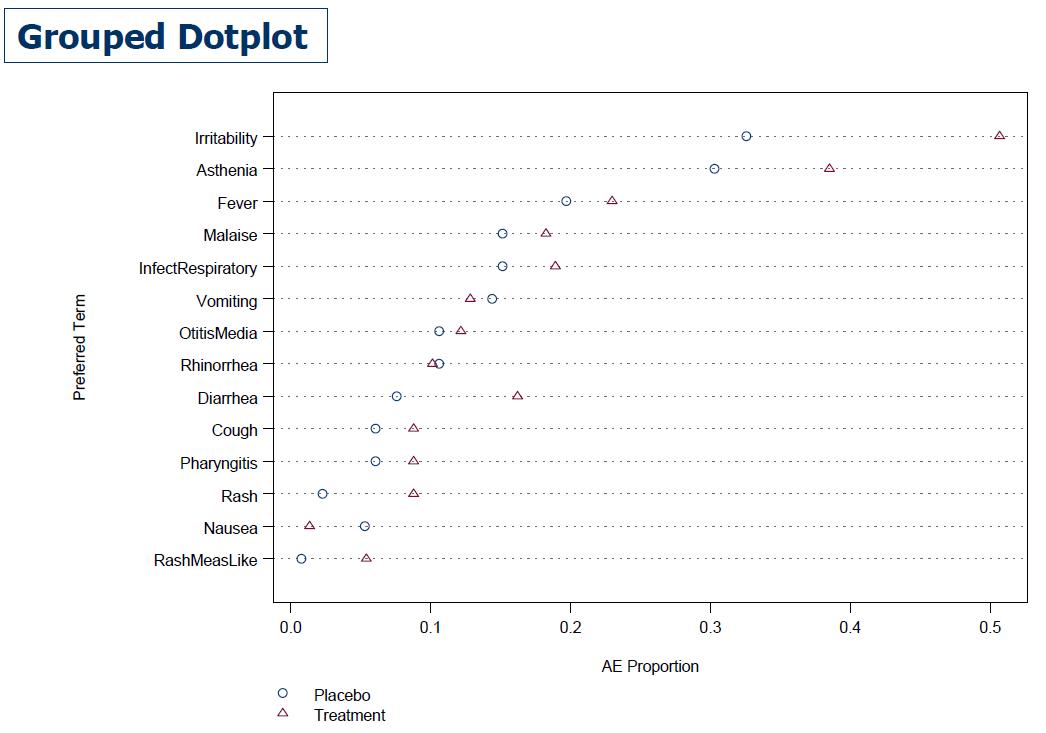 Grouped Dotplot
Irritability
Asthenia
Fever
Malaise
InfectRespiratory
Vomiting
OtitisMedia
Rhinorrhea
Diarrhea
Cough
Pharyngitis
Rash
Nausea
RashMeasLike
Preferred Term
0.0 0.1 0.2 0.3 0.4 0.5
AE Proportion
Placebo
Treatment